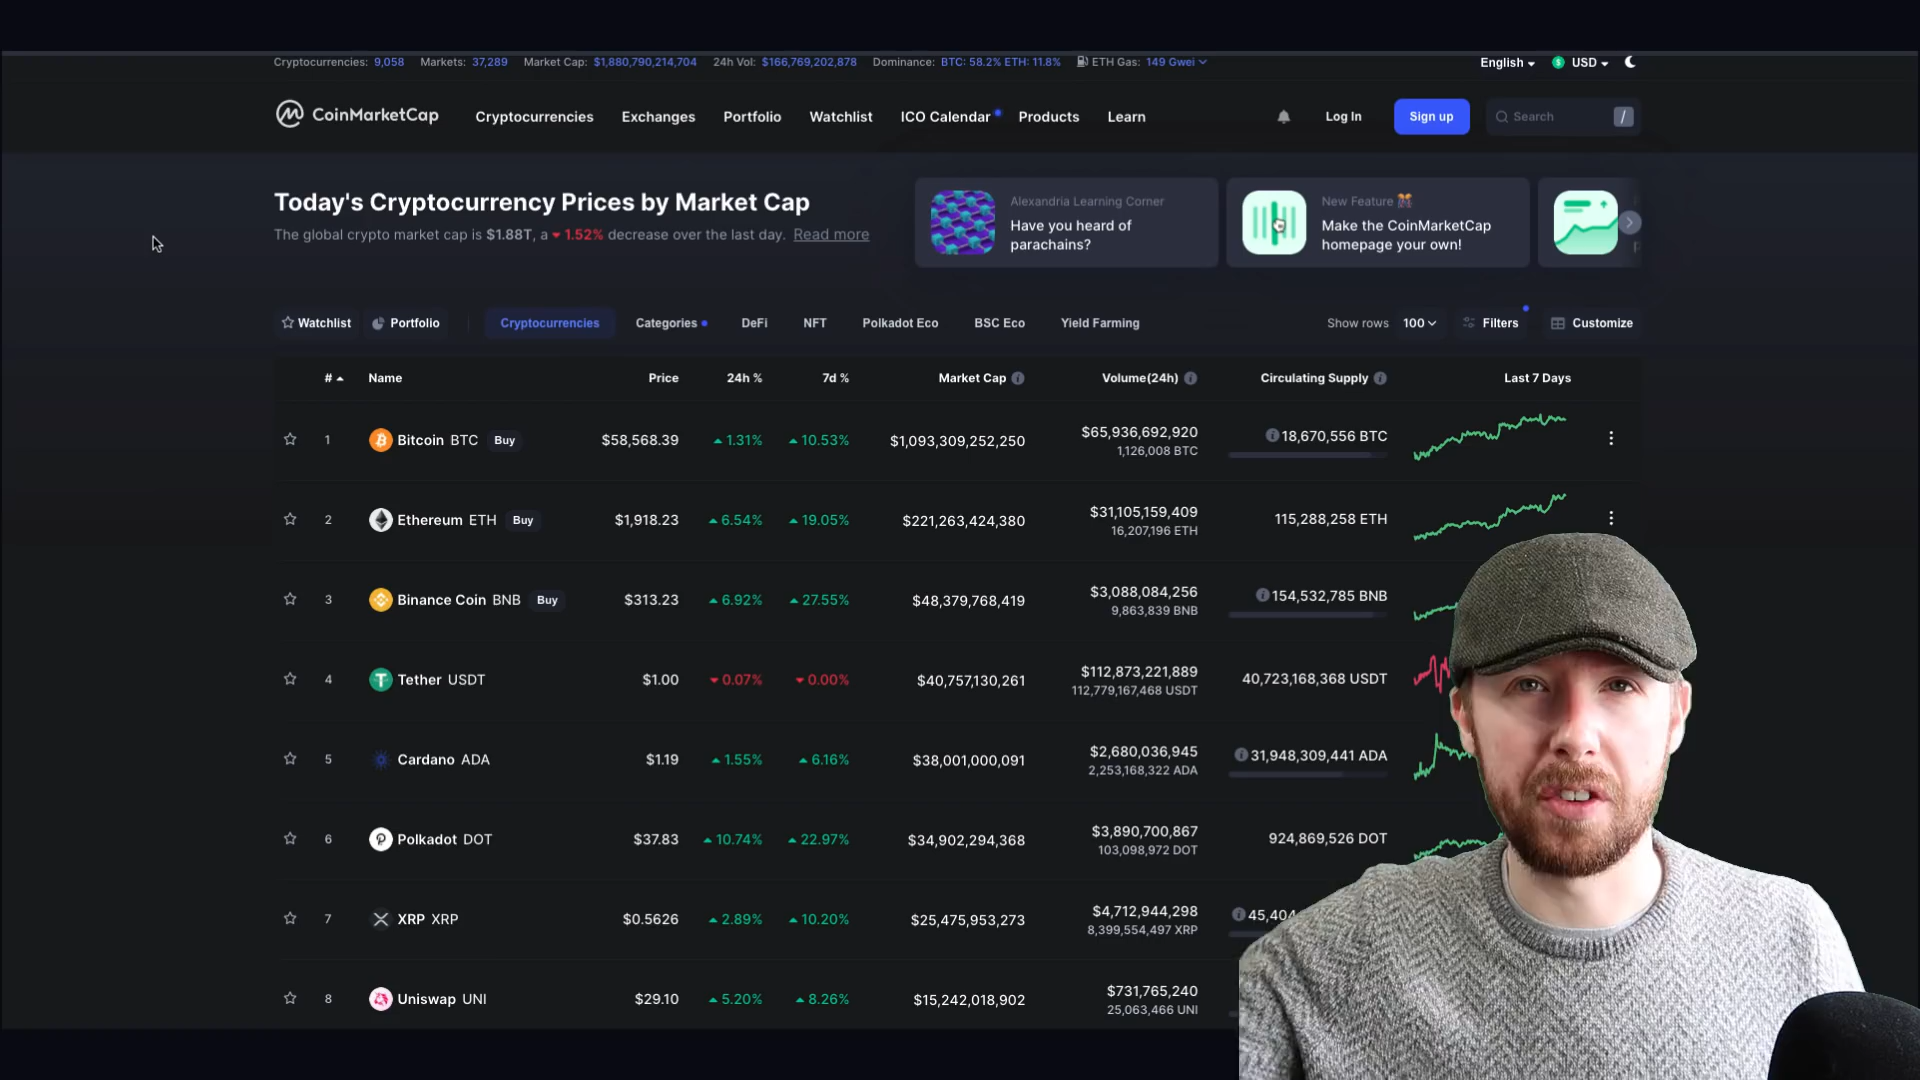 Cryptocurrencies: 9,058 Markets: 37,289 Market Cap: $1,880,790,214,704 24h Vol: $166,769,202,878 Dominance: BTC: 58.2% ETH: 11.8% ETH Gas: 149 Gwei English USD
CoinMarketCap Cryptocurrencies Exchanges Portfolio Watchlist ICO Calendar Products Learn Log In Sign up Search /
Today's Cryptocurrency Prices by Market Cap
The global crypto market cap is $1.88T, a 1.52% decrease over the last day. Read more
Alexandria Learning Corner
Have you heard of
parachains?
New Feature
Make the CoinMarketCap
homepage your own!
Watchlist Portfolio Cryptocurrencies Categories DeFi NFT Polkadot Eco BSC Eco Yield Farming Show rows 100 Filters Customize
# Name Price 24h % 7d % Market Cap Volume(24h) Circulating Supply Last 7 Days
1 Bitcoin BTC Buy $58,568.39 1.31% 10.53% $1,093,309,252,250 $65,936,692,920 18,670,556 BTC
1,126,008 BTC
2 Ethereum ETH Buy $1,918.23 6.54% 19.05% $221,263,424,380 $31,105,159,409 115,288,258 ETH
16,207,196 ETH
3 Binance Coin BNB Buy $313.23 6.92% 27.55% $48,379,768,419 $3,088,084,256 154,532,785 BNB
9,863,839 BNB
4 Tether USDT $1.00 0.07% 0.00% $40,757,130,261 $112,873,221,889 40,723,168,368 USDT
112,779,167,468 USDT
5 Cardano ADA $1.19 1.55% 6.16% $38,001,000,091 $2,680,036,945 31,948,309,441 ADA
2,253,168,322 ADA
6 Polkadot DOT $37.83 10.74% 22.97% $34,902,294,368 $3,890,700,867 924,869,526 DOT
103,098,972 DOT
7 XRP XRP $0.5626 2.89% 10.20% $25,475,953,273 $4,712,944,298 45,404
8,399,554,497 XRP
8 Uniswap UNI $29.10 5.20% 8.26% $15,242,018,902 $731,765,240
25,063,466 UNI